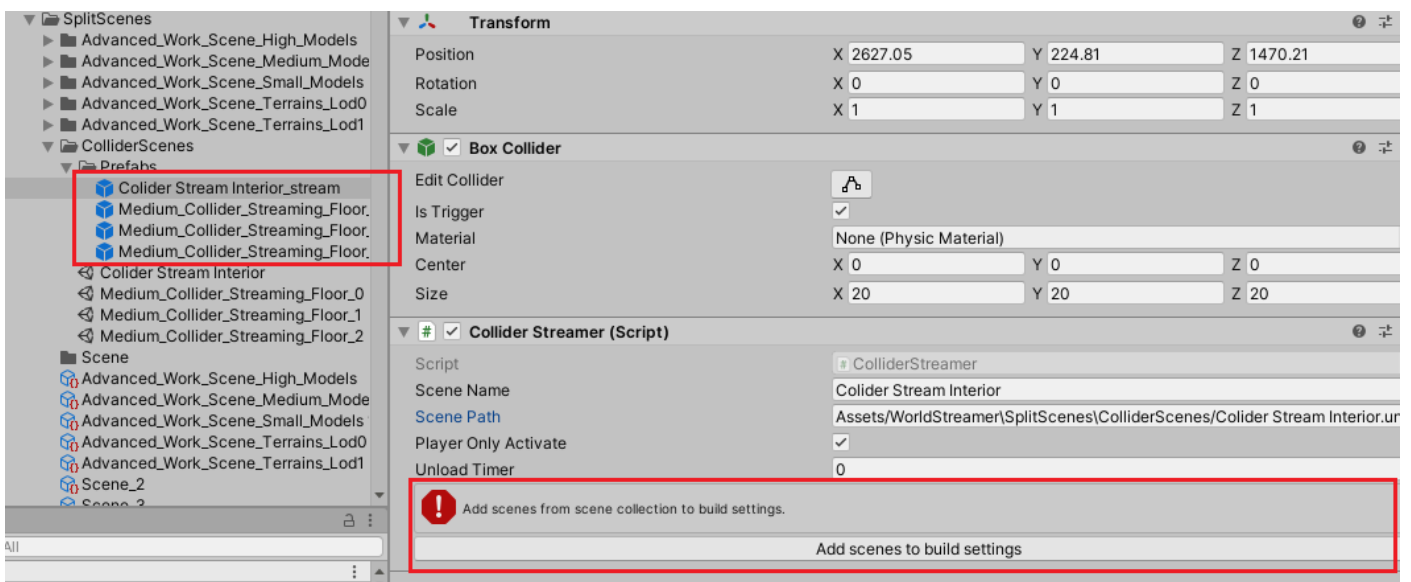 SplitScenes
Advanced_Work_Scene_High_Models
Advanced_Work_Scene_Medium_Mode
Advanced_Work_Scene_Small_Models
Advanced_Work_Scene_Terrains_Lod0
Advanced_Work_Scene_Terrains_Lod1
ColliderScenes
Prefabs
Colider Stream Interior_stream
Medium_Collider_Streaming_Floor_
Medium_Collider_Streaming_Floor_
Medium_Collider_Streaming_Floor_
Colider Stream Interior
Medium_Collider_Streaming_Floor_0
Medium_Collider_Streaming_Floor_1
Medium_Collider_Streaming_Floor_2
Scene
Advanced_Work_Scene_High_Models
Advanced_Work_Scene_Medium_Mode
Advanced_Work_Scene_Small_Models
Advanced_Work_Scene_Terrains_Lod0
Advanced_Work_Scene_Terrains_Lod1
Scene_2
Scene_3
All
Transform
Position X 2627.05 Y 224.81 Z 1470.21
Rotation X 0 Y 0 Z 0
Scale X 1 Y 1 Z 1
Box Collider
Edit Collider
Is Trigger
Material None (Physic Material)
Center X 0 Y 0 Z 0
Size X 20 Y 20 Z 20
# Collider Streamer (Script)
Script # ColliderStreamer
Scene Name Colider Stream Interior
Scene Path Assets/WorldStreamer\SplitScenes\ColliderScenes/Colider Stream Interior.un
Player Only Activate
Unload Timer 0
Add scenes from scene collection to build settings.
Add scenes to build settings